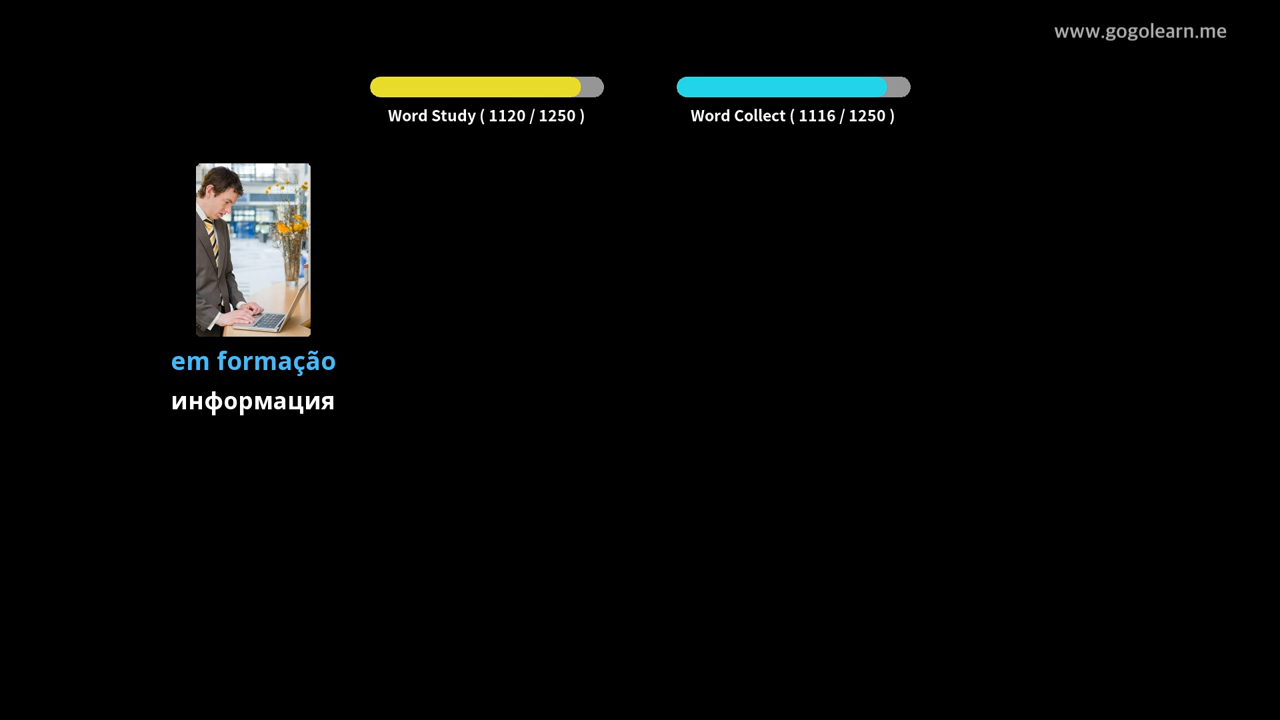 www.gogolearn.me
Word Study ( 1120 / 1250 )
Word Collect ( 1116 / 1250 )
em formação
информация